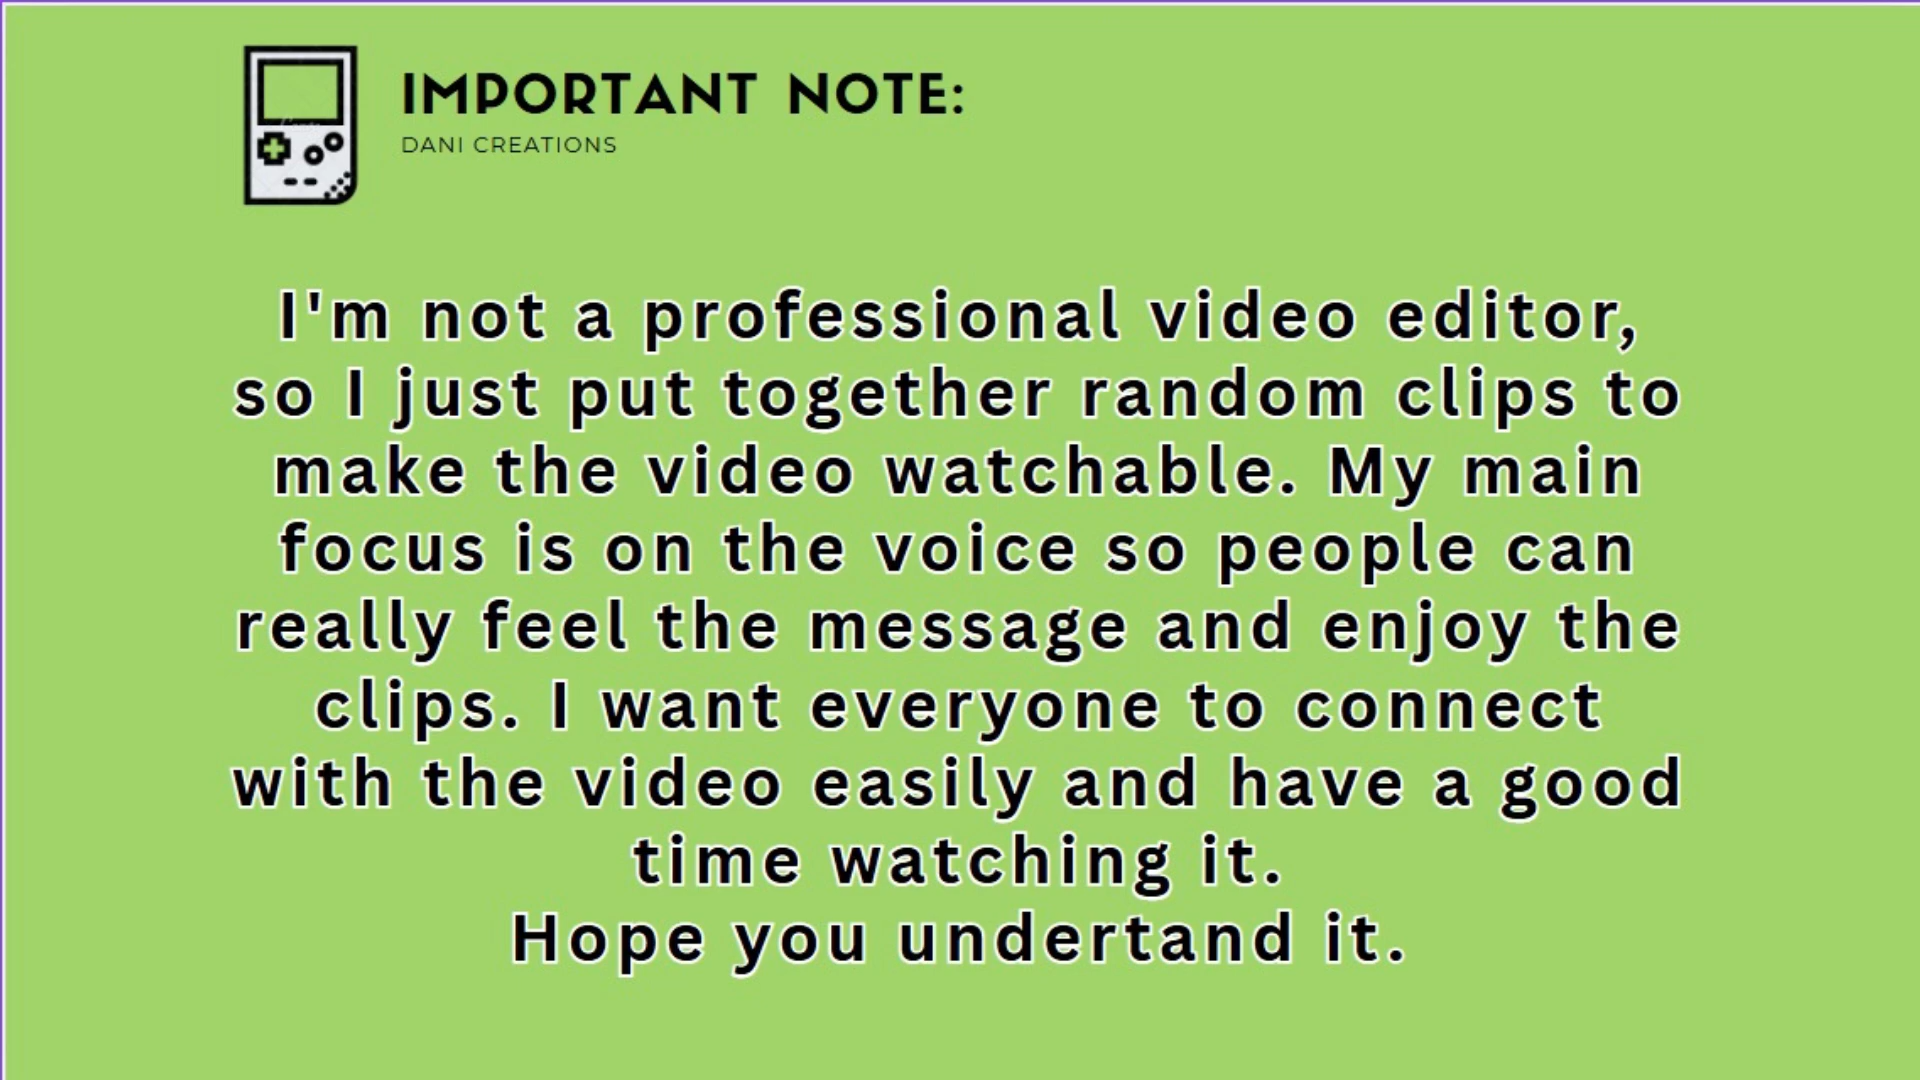 IMPORTANT NOTE:
DANI CREATIONS
I'm not a professional video editor,
so I just put together random clips to
make the video watchable. My main
focus is on the voice so people can
really feel the message and enjoy the
clips. I want everyone to connect
with the video easily and have a good
time watching it.
Hope you undertand it.